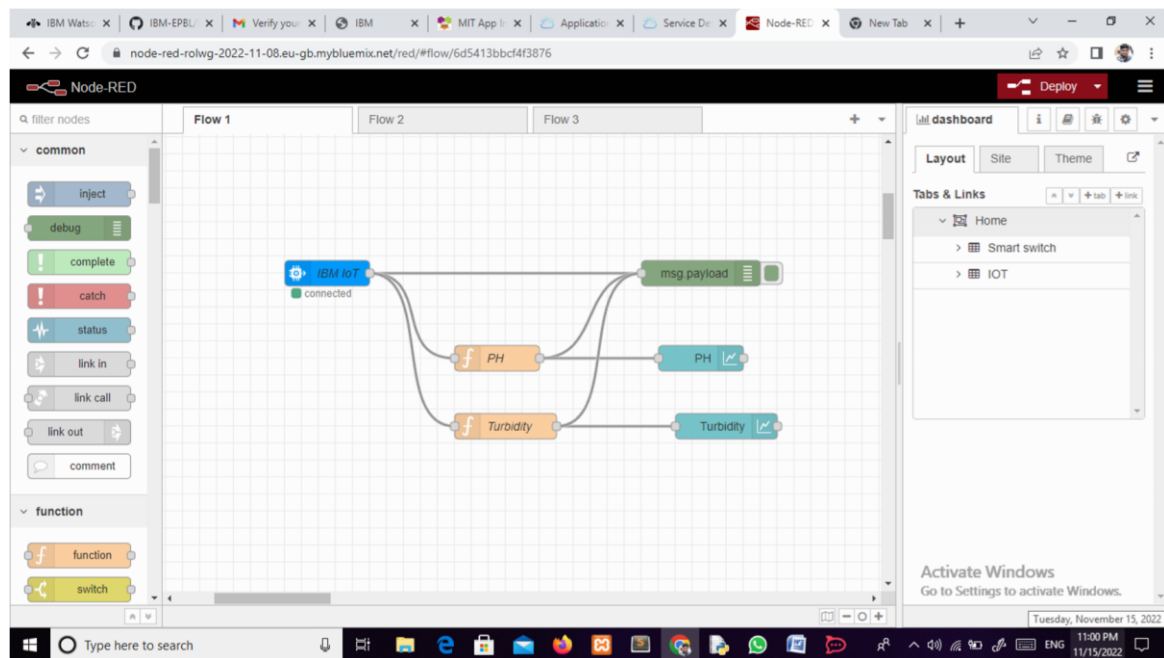 IBM Wats
IBM-EPBL/
Verify your
IBM
MIT App In
Application
Service De
Node-RED
New Tab
node-red-rolwg-2022-11-08.eu-gb.mybluemix.net/red/#flow/6d5413bbcf4f3876
Node-RED
Deploy
filter nodes
Flow 1
Flow 2
Flow 3
dashboard
common
Layout
Site
Theme
inject
Tabs & Links
+tab
+link
debug
Home
complete
Smart switch
catch
IBM IoT
msg.payload
IOT
connected
status
link in
PH
PH
link call
link out
Turbidity
Turbidity
comment
function
function
switch
Activate Windows
Go to Settings to activate Windows.
Tuesday, November 15, 2022
Type here to search
ENG
11:00 PM
11/15/2022